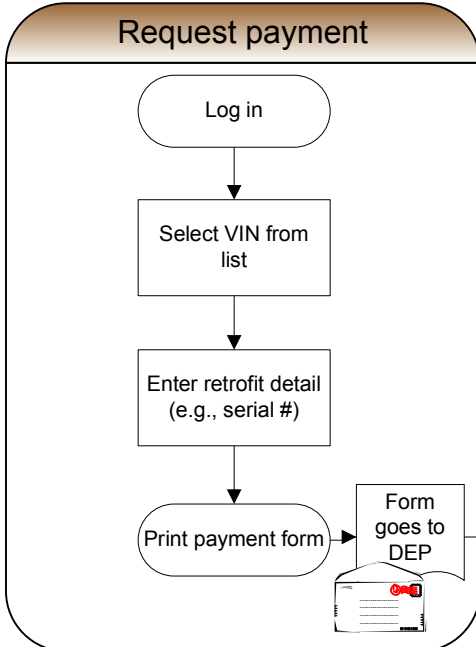 Request payment
Log in
Select VIN from
list
Enter retrofit detail
(e.g., serial #)
Print payment form
Form
goes to
DEP